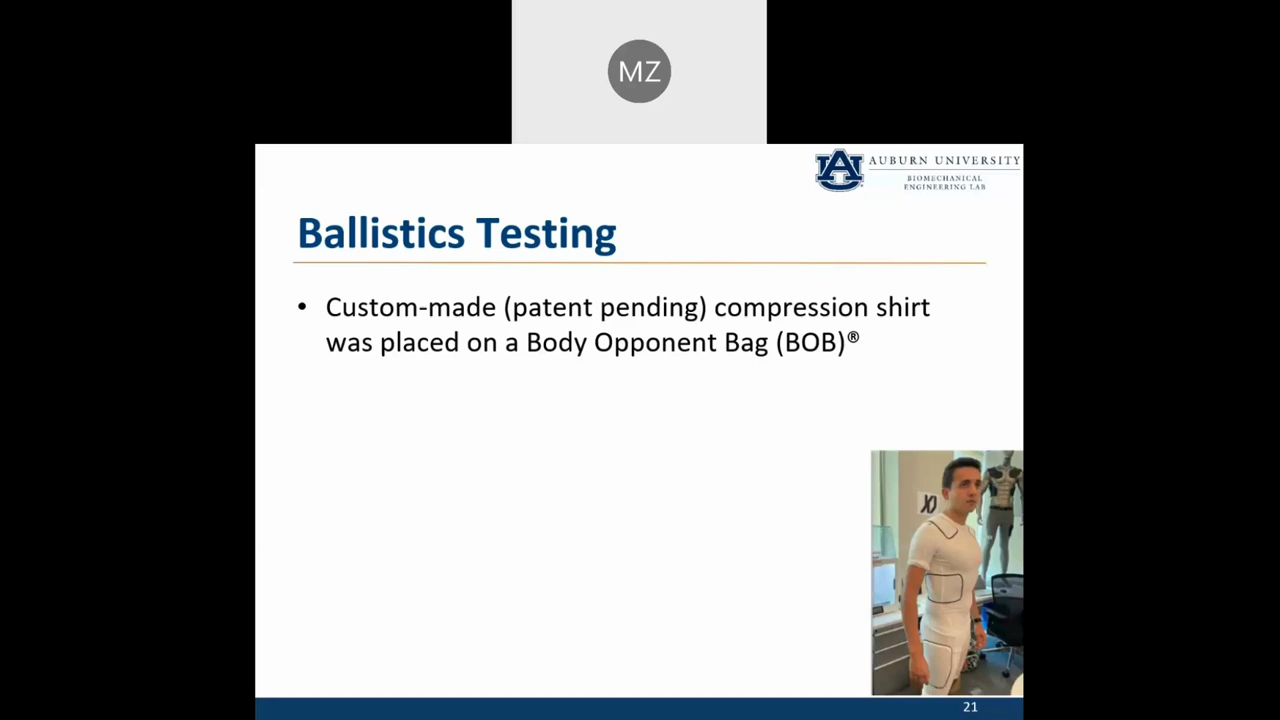 MZ
AUBURN UNIVERSITY
BIOMECHANICAL
ENGINEERING LAB
Ballistics Testing
• Custom-made (patent pending) compression shirt
was placed on a Body Opponent Bag (BOB)®
21